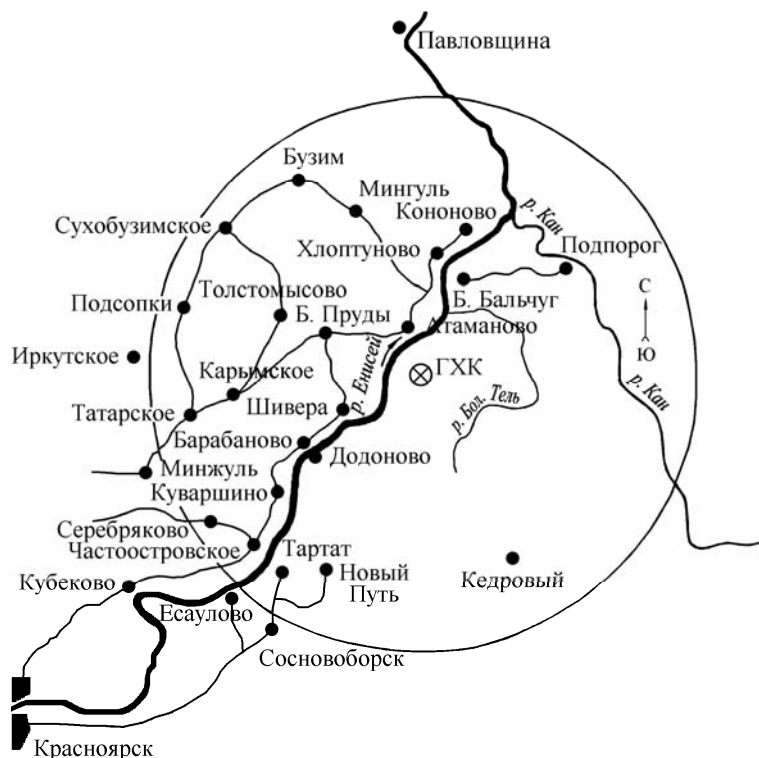 Павловщина
Бузим
Мингуль
Кононово
р. Кан
Сухобузимское
Хлоптуново
Подпорог
Толстомысово
Б. Бальчуг
С
Подсопки
Б. Пруды
Атаманово
Ю
Иркутское
р. Енисей
ГХК
Карымское
р. Кан
Шивера
р. Бол. Тель
Татарское
Барабаново
Додоново
Минжуль
Куваршино
Серебряково
Частоостровское
Тартат
Кубеково
Новый
Путь
Кедровый
Есаулово
Сосновоборск
Красноярск